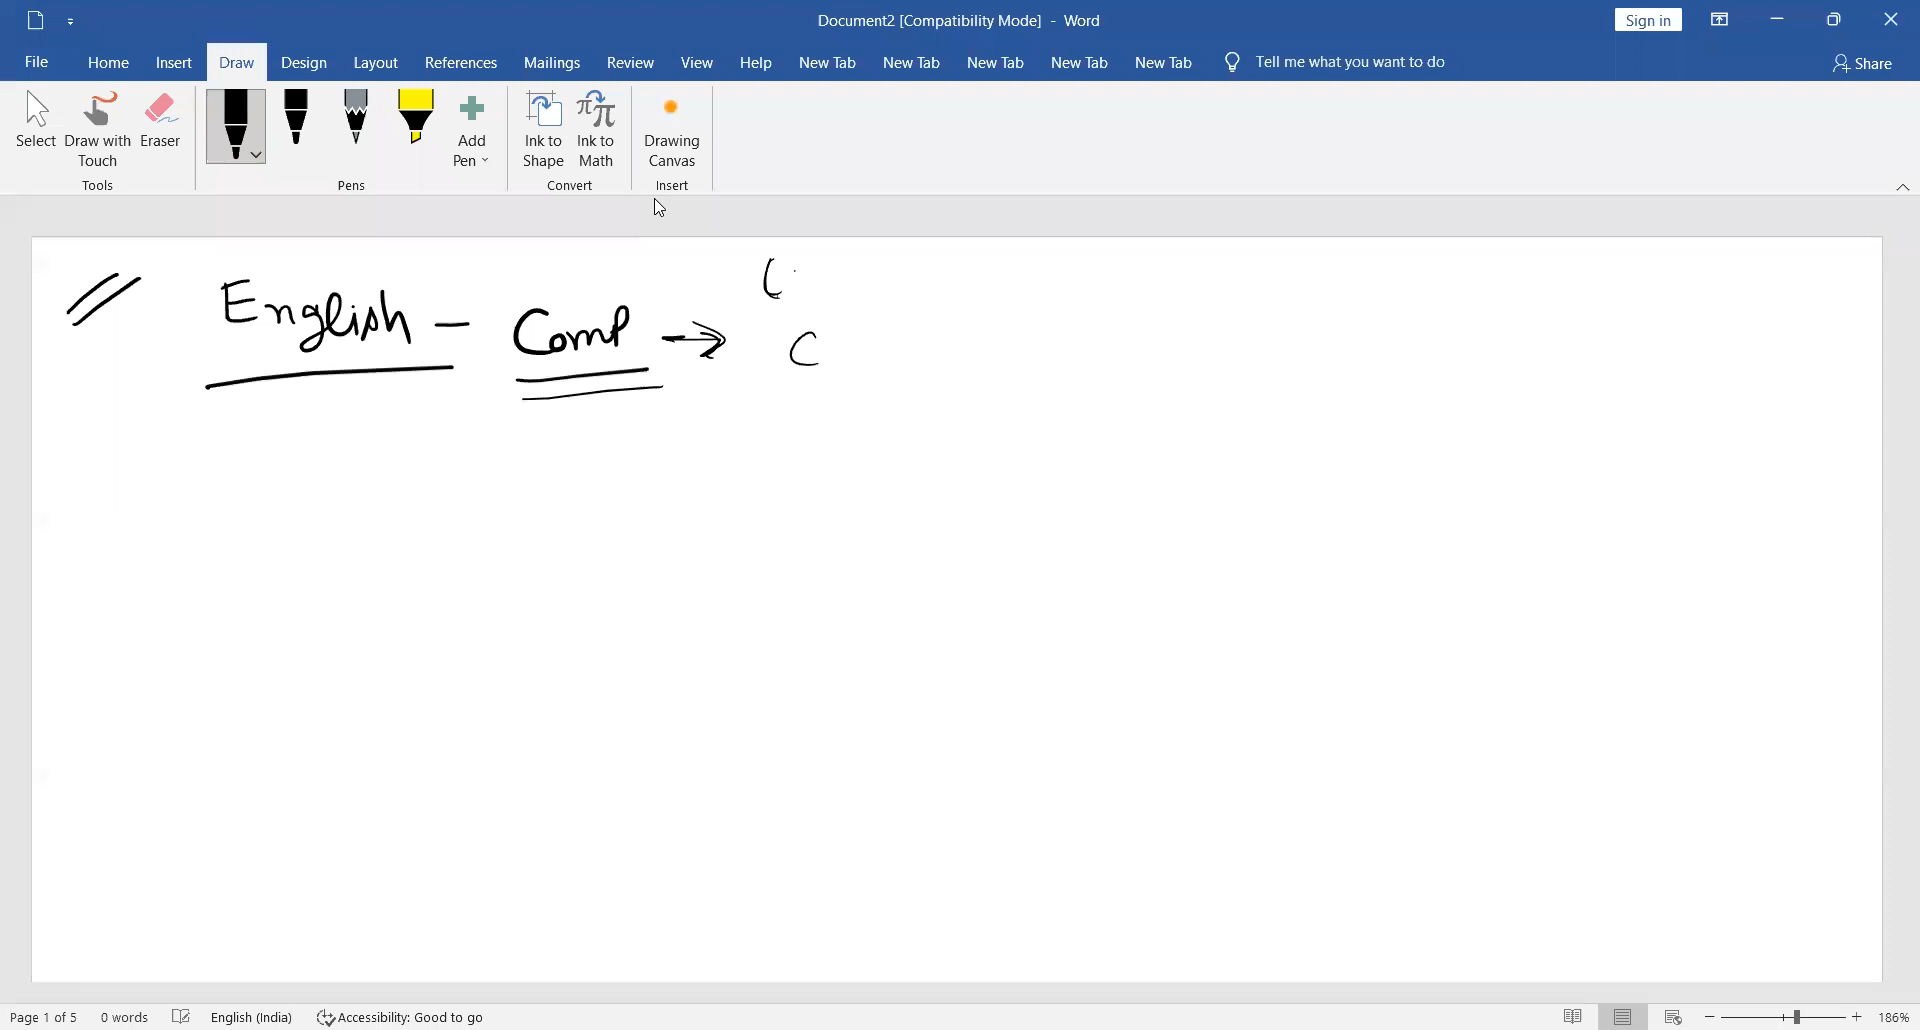 Document2 [Compatibility Mode] - Word
Sign in
File Home Insert Draw Design Layout References Mailings Review View Help New Tab New Tab New Tab New Tab New Tab Tell me what you want to do Share
Select Draw with Touch Eraser Add Pen Ink to Shape Ink to Math Drawing Canvas
Tools Pens Convert Insert
(
English - Comp → C
Page 1 of 5 0 words English (India) Accessibility: Good to go 186%